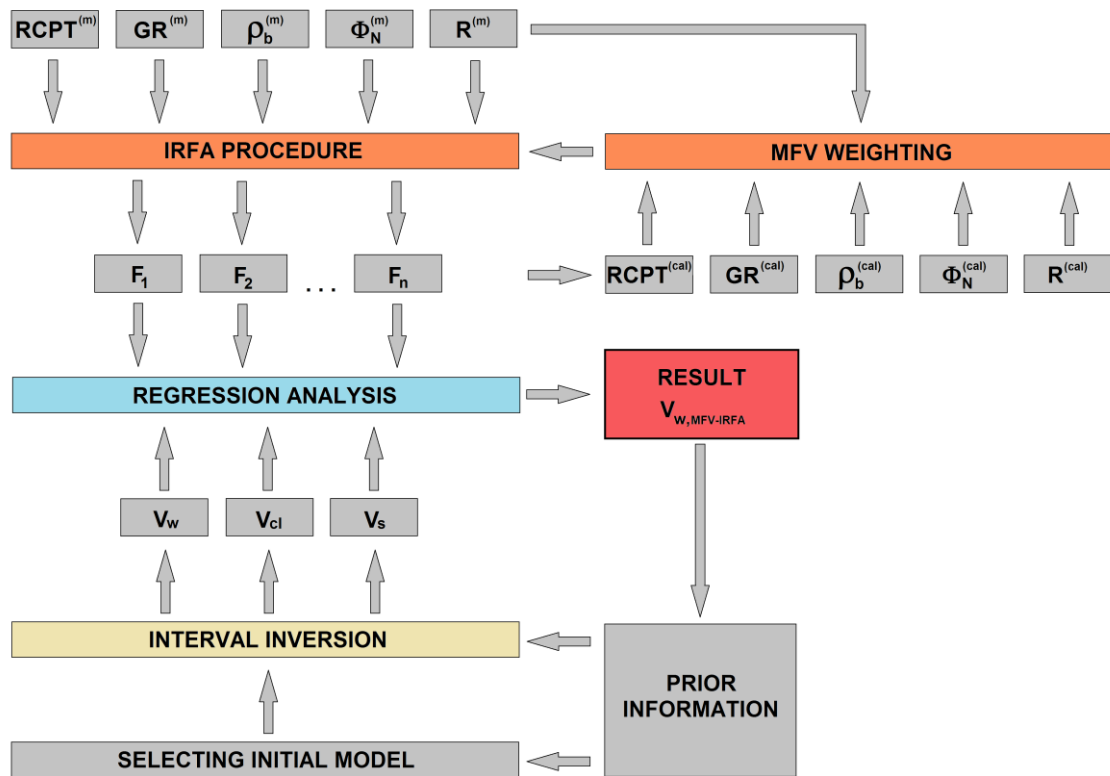 RCPT(m) GR(m) ρb(m) ΦN(m) R(m)
IRFA PROCEDURE
MFV WEIGHTING
F1 F2 ... Fn
RCPT(cal) GR(cal) ρb(cal) ΦN(cal) R(cal)
REGRESSION ANALYSIS
RESULT
Vw,MFV-IRFA
Vw Vcl Vs
INTERVAL INVERSION
PRIOR
INFORMATION
SELECTING INITIAL MODEL